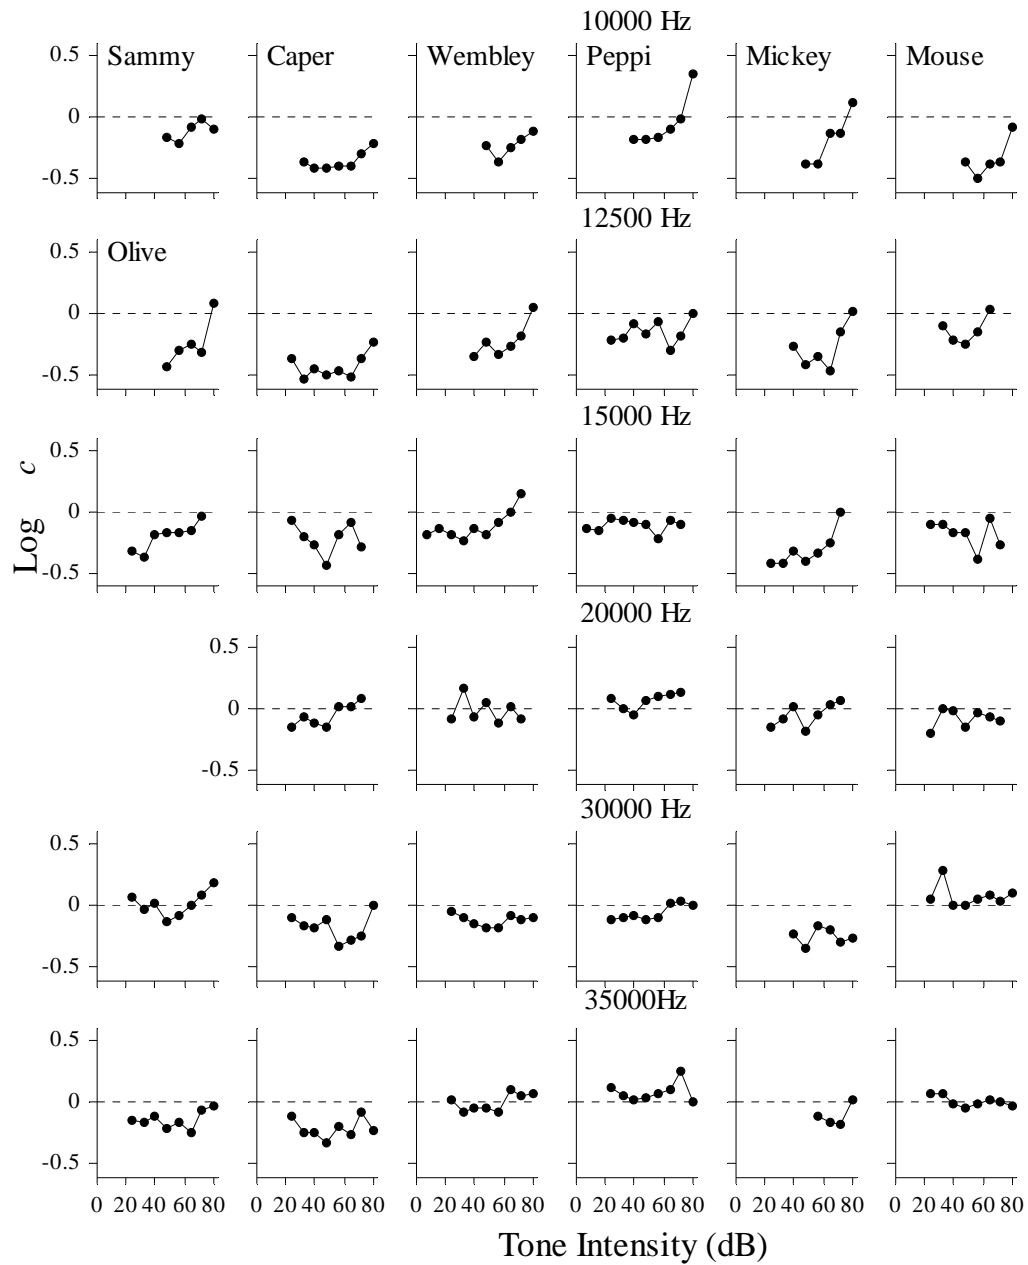 10000 Hz
0.5 Sammy Caper Wembley Peppi Mickey Mouse
0
-0.5
12500 Hz
0.5 Olive
0
-0.5
15000 Hz
0.5
0
-0.5
20000 Hz
0.5
0
-0.5
30000 Hz
0.5
0
-0.5
35000Hz
0.5
0
-0.5
0 20 40 60 80 0 20 40 60 80 0 20 40 60 80 0 20 40 60 80 0 20 40 60 80 0 20 40 60 80
Tone Intensity (dB)
Log c